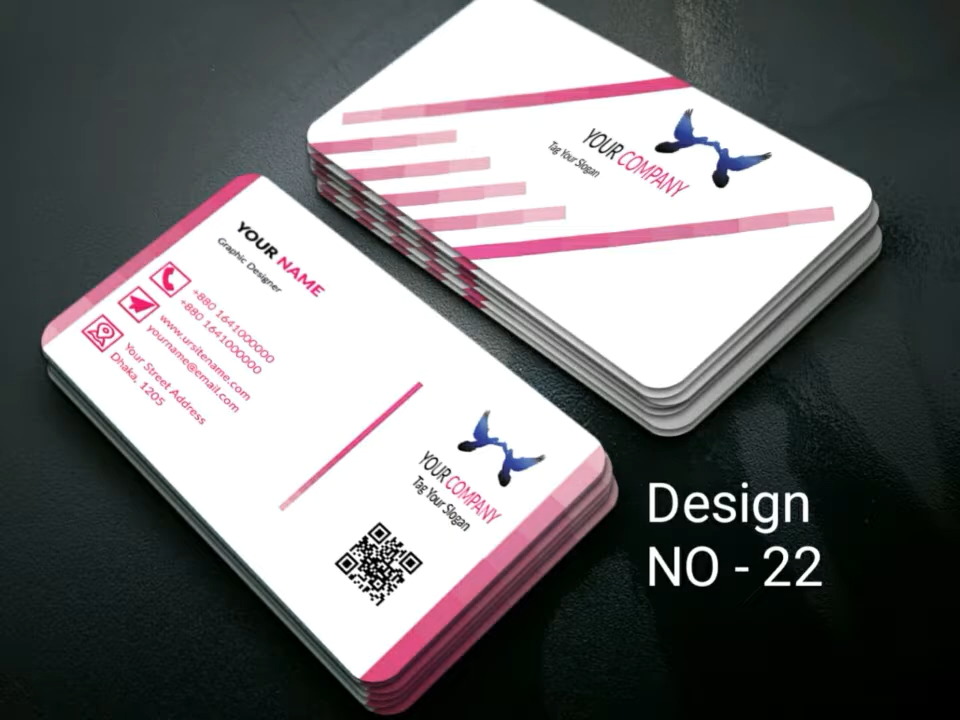 YOUR COMPANY
Tag Your Slogan
YOUR NAME
Graphic Designer
+880 1641000000
+880 1641000000
www.ursitename.com
yourname@email.com
Your Street Address
Dhaka, 1205
YOUR COMPANY
Tag Your Slogan
Design
NO - 22